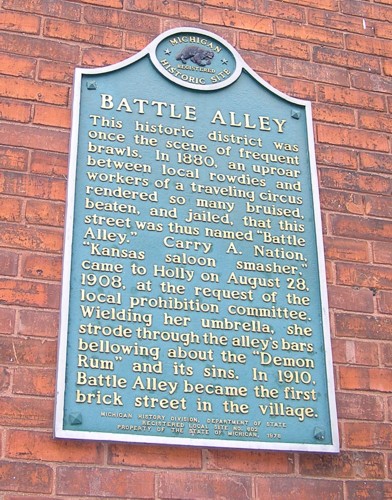 MICHIGAN
REGISTERED
HISTORIC SITE
BATTLE ALLEY
This historic district was
once the scene of frequent
brawls. In 1880, an uproar
between local rowdies and
workers of a traveling circus
rendered so many bruised,
beaten, and jailed, that this
street was thus named "Battle
Alley." Carry A. Nation,
"Kansas saloon smasher,"
came to Holly on August 28,
1908, at the request of the
local prohibition committee.
Wielding her umbrella, she
strode through the alley's bars
bellowing about the "Demon
Rum" and its sins. In 1910,
Battle Alley became the first
brick street in the village.
MICHIGAN HISTORY DIVISION, DEPARTMENT OF STATE
REGISTERED LOCAL SITE NO.
PROPERTY OF THE STATE OF MICHIGAN,